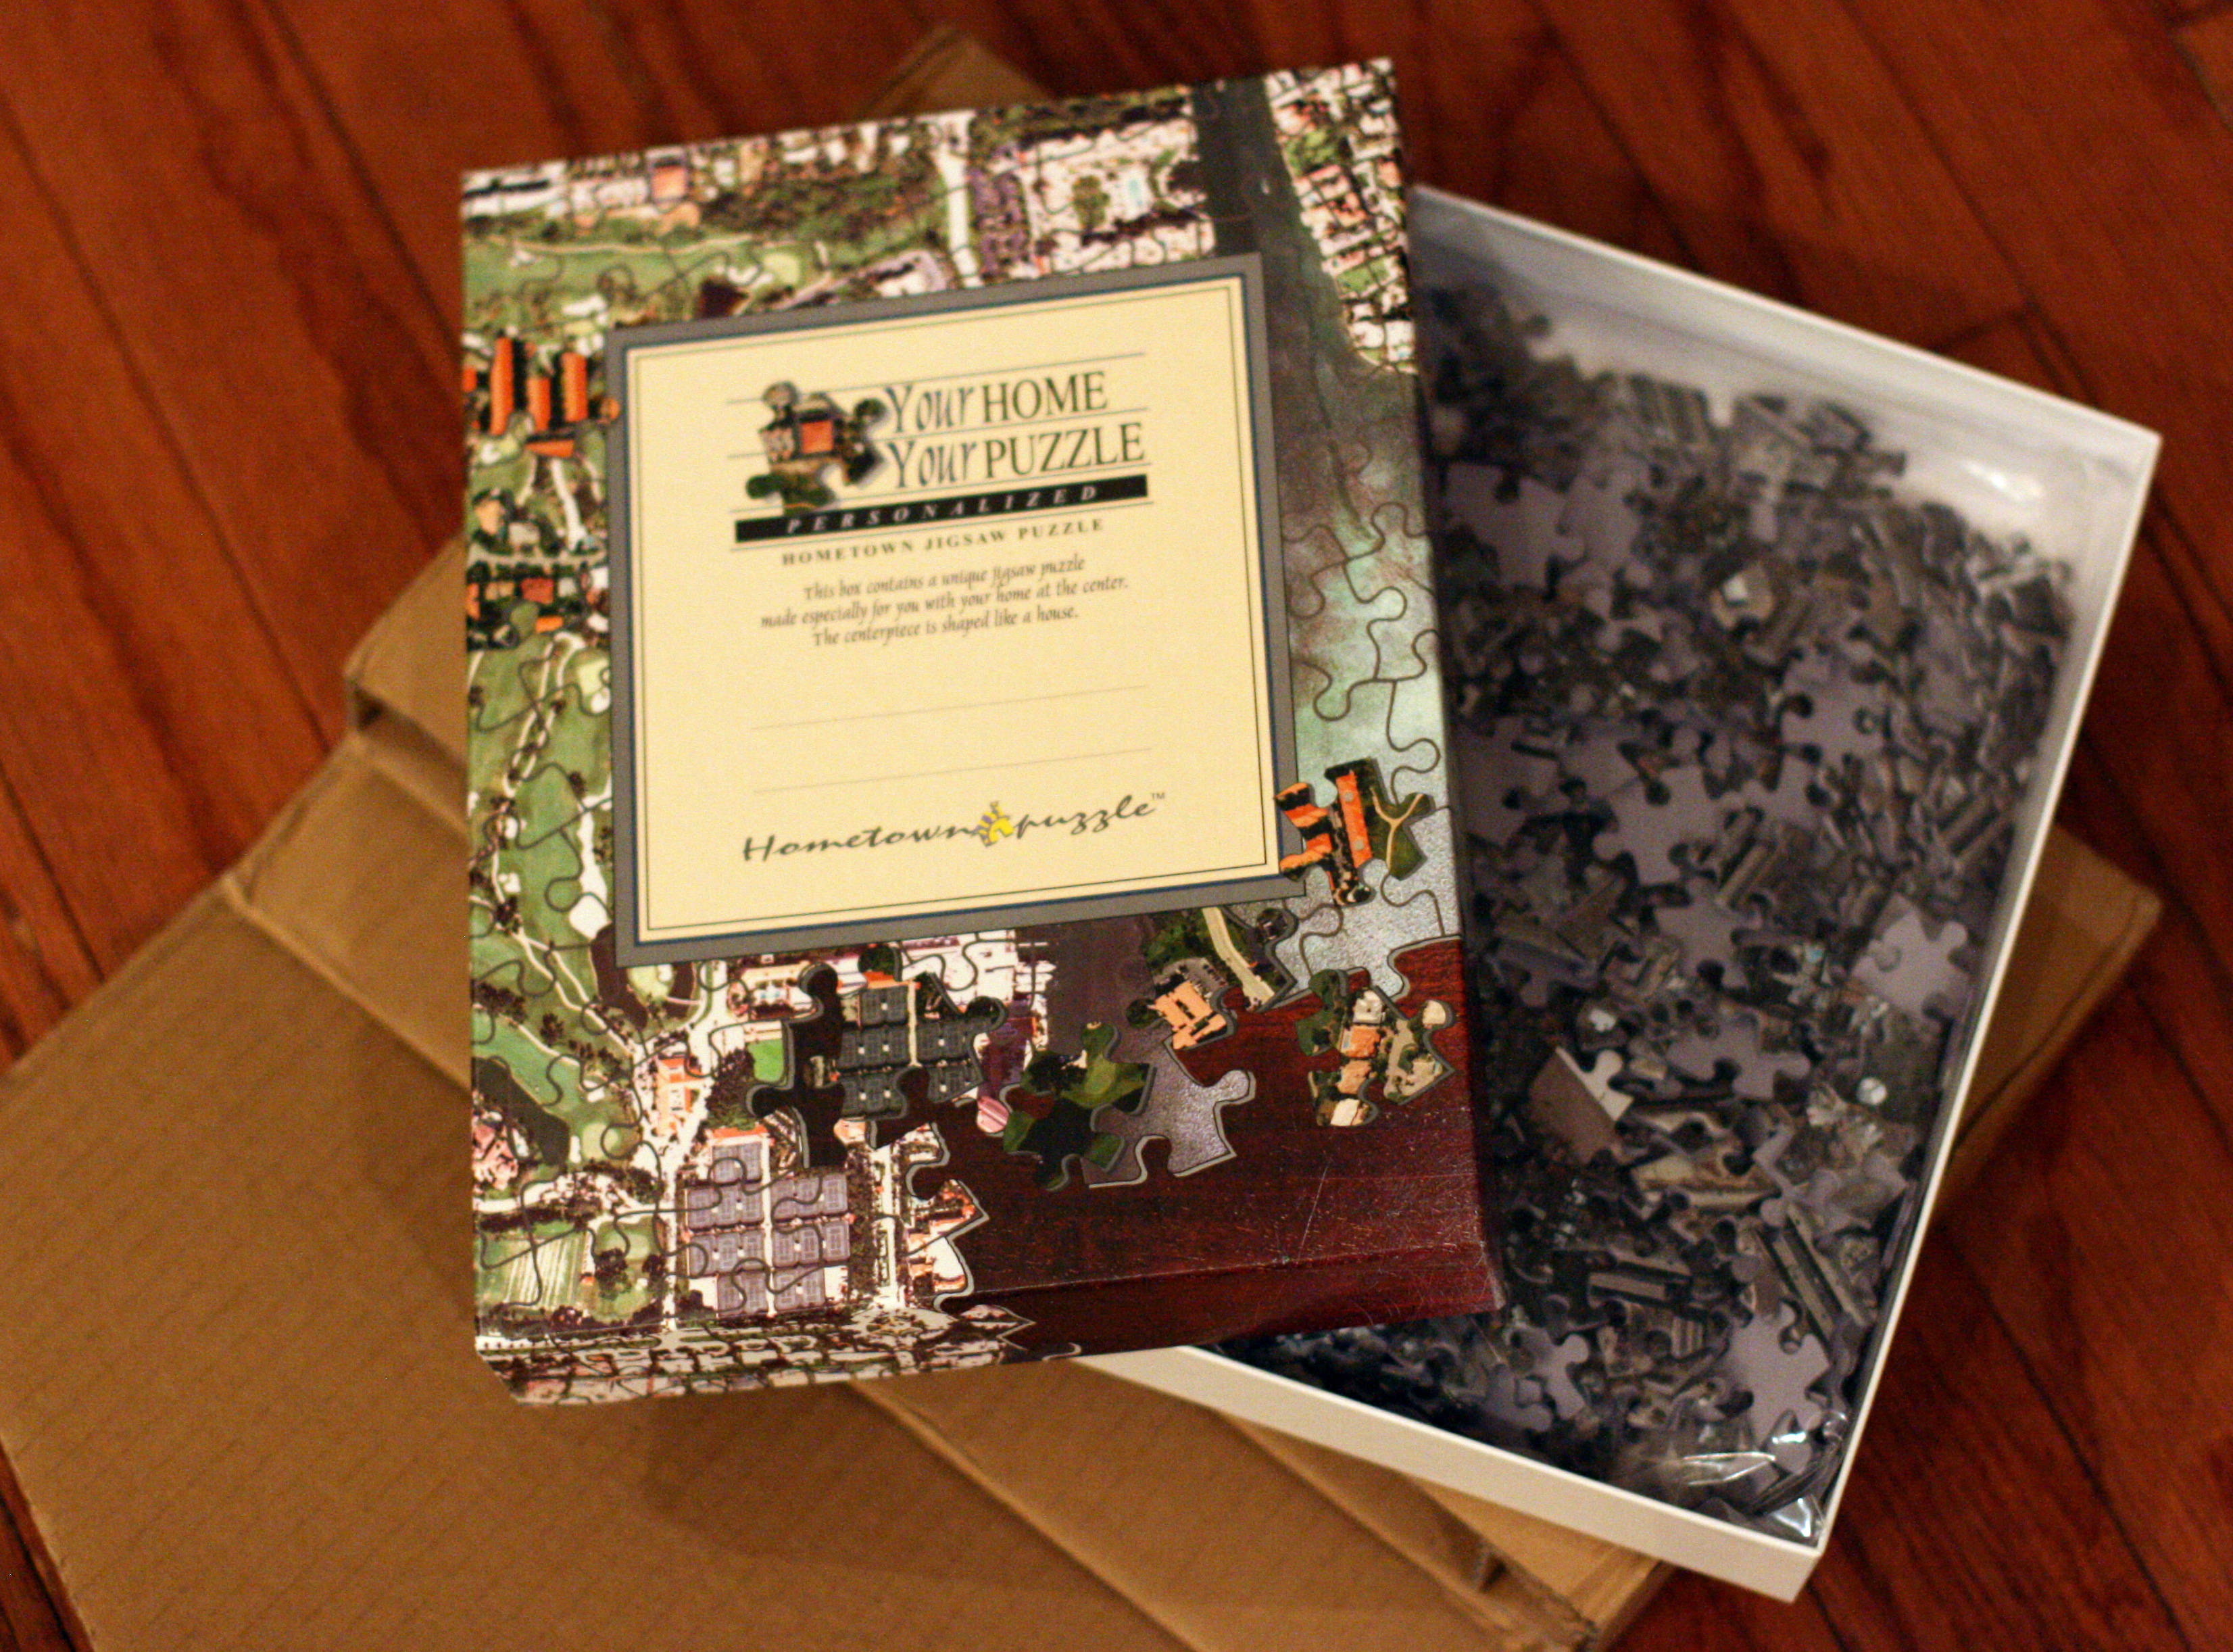 Your HOME
Your PUZZLE
PERSONALIZED
HOMETOWN JIGSAW PUZZLE
This box contains a unique jigsaw puzzle
made especially for you with your home at the center.
The centerpiece is shaped like a house.
Hometown puzzle™